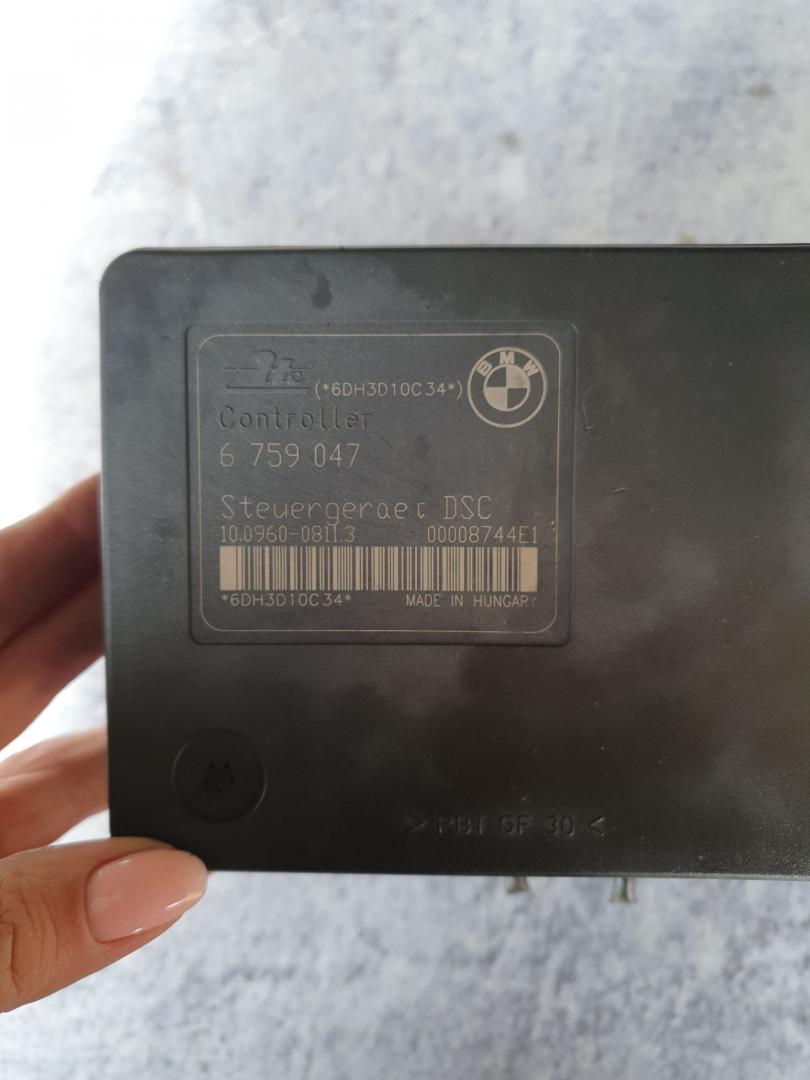 Ate
(*6DH3D10C34*)
BMW
Controller
6 759 047
Steuergeraet DSC
10.0960-0811.3 00008744E1
*6DH3D10C34* MADE IN HUNGARY
> PBT GF 30 <